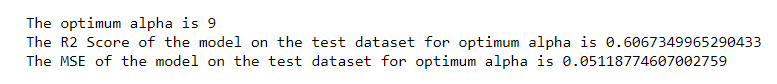 The optimum alpha is 9
The R2 Score of the model on the test dataset for optimum alpha is 0.6067349965290433
The MSE of the model on the test dataset for optimum alpha is 0.05118774607002759